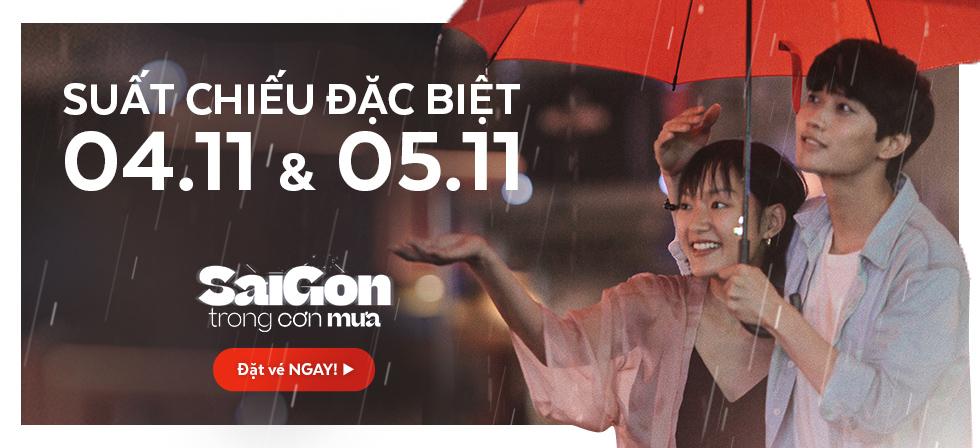 SUẤT CHIẾU ĐẶC BIỆT
04.11 & 05.11
SàiGòn
trong cơn mưa
Đặt vé NGAY!